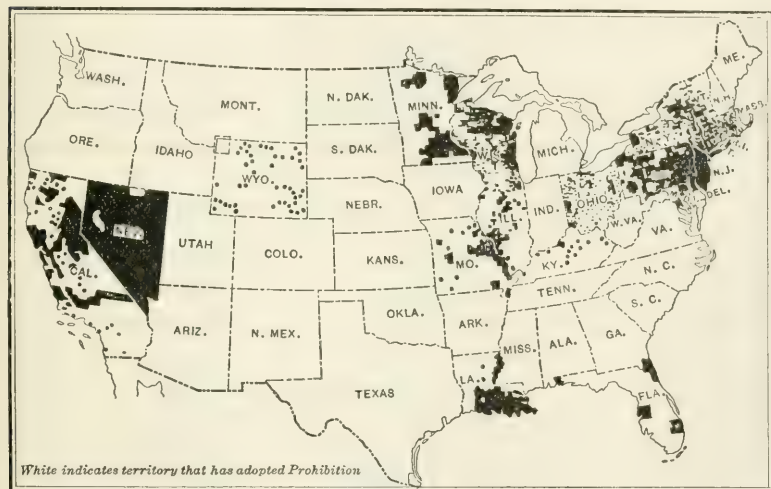 WASH.
MONT.
N. DAK.
MINN.
ME.
VT.
N.H.
MASS.
ORE.
IDAHO
WYO.
S. DAK.
WIS.
MICH.
N.J.
DEL.
IOWA
NEBR.
ILL.
IND.
OHIO
W.VA.
VA.
CAL.
UTAH
COLO.
KANS.
MO.
KY.
N. C.
TENN.
S. C.
ARIZ.
N. MEX.
OKLA.
ARK.
MISS.
ALA.
GA.
TEXAS
LA.
FLA.
White indicates territory that has adopted Prohibition